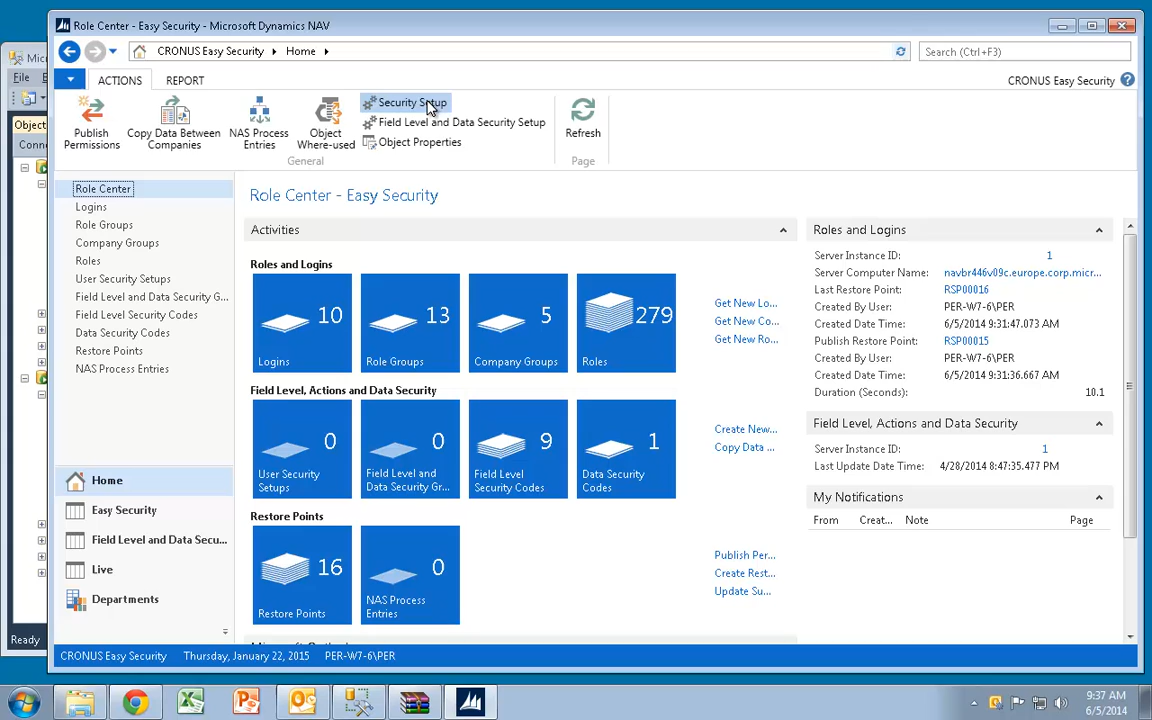 Role Center - Easy Security - Microsoft Dynamics NAV
CRONUS Easy Security
Home
Search (Ctrl+F3)
ACTIONS
REPORT
CRONUS Easy Security
Publish Permissions
Copy Data Between Companies
NAS Process Entries
Object Where-used
Security Setup
Field Level and Data Security Setup
Object Properties
General
Refresh
Page
File
Object
Ready
Role Center
Logins
Role Groups
Company Groups
Roles
User Security Setups
Field Level and Data Security G...
Field Level Security Codes
Data Security Codes
Restore Points
NAS Process Entries
Home
Easy Security
Field Level and Data Secu...
Live
Departments
Role Center - Easy Security
Activities
Roles and Logins
10
Logins
13
Role Groups
5
Company Groups
279
Roles
Get New Lo...
Get New Co...
Get New Ro...
Field Level, Actions and Data Security
0
User Security Setups
0
Field Level and Data Security Gr...
9
Field Level Security Codes
1
Data Security Codes
Create New...
Copy Data ...
Restore Points
16
Restore Points
0
NAS Process Entries
Publish Per...
Create Rest...
Update Su...
Roles and Logins
Server Instance ID: 1
Server Computer Name: navbr446v09c.europe.corp.micr...
Last Restore Point: RSP00016
Created By User: PER-W7-6\PER
Created Date Time: 6/5/2014 9:31:47.073 AM
Publish Restore Point: RSP00015
Created By User: PER-W7-6\PER
Created Date Time: 6/5/2014 9:31:36.667 AM
Duration (Seconds): 10.1
Field Level, Actions and Data Security
Server Instance ID: 1
Last Update Date Time: 4/28/2014 8:47:35.477 PM
My Notifications
From Creat... Note Page
CRONUS Easy Security Thursday, January 22, 2015 PER-W7-6\PER
9:37 AM
6/5/2014